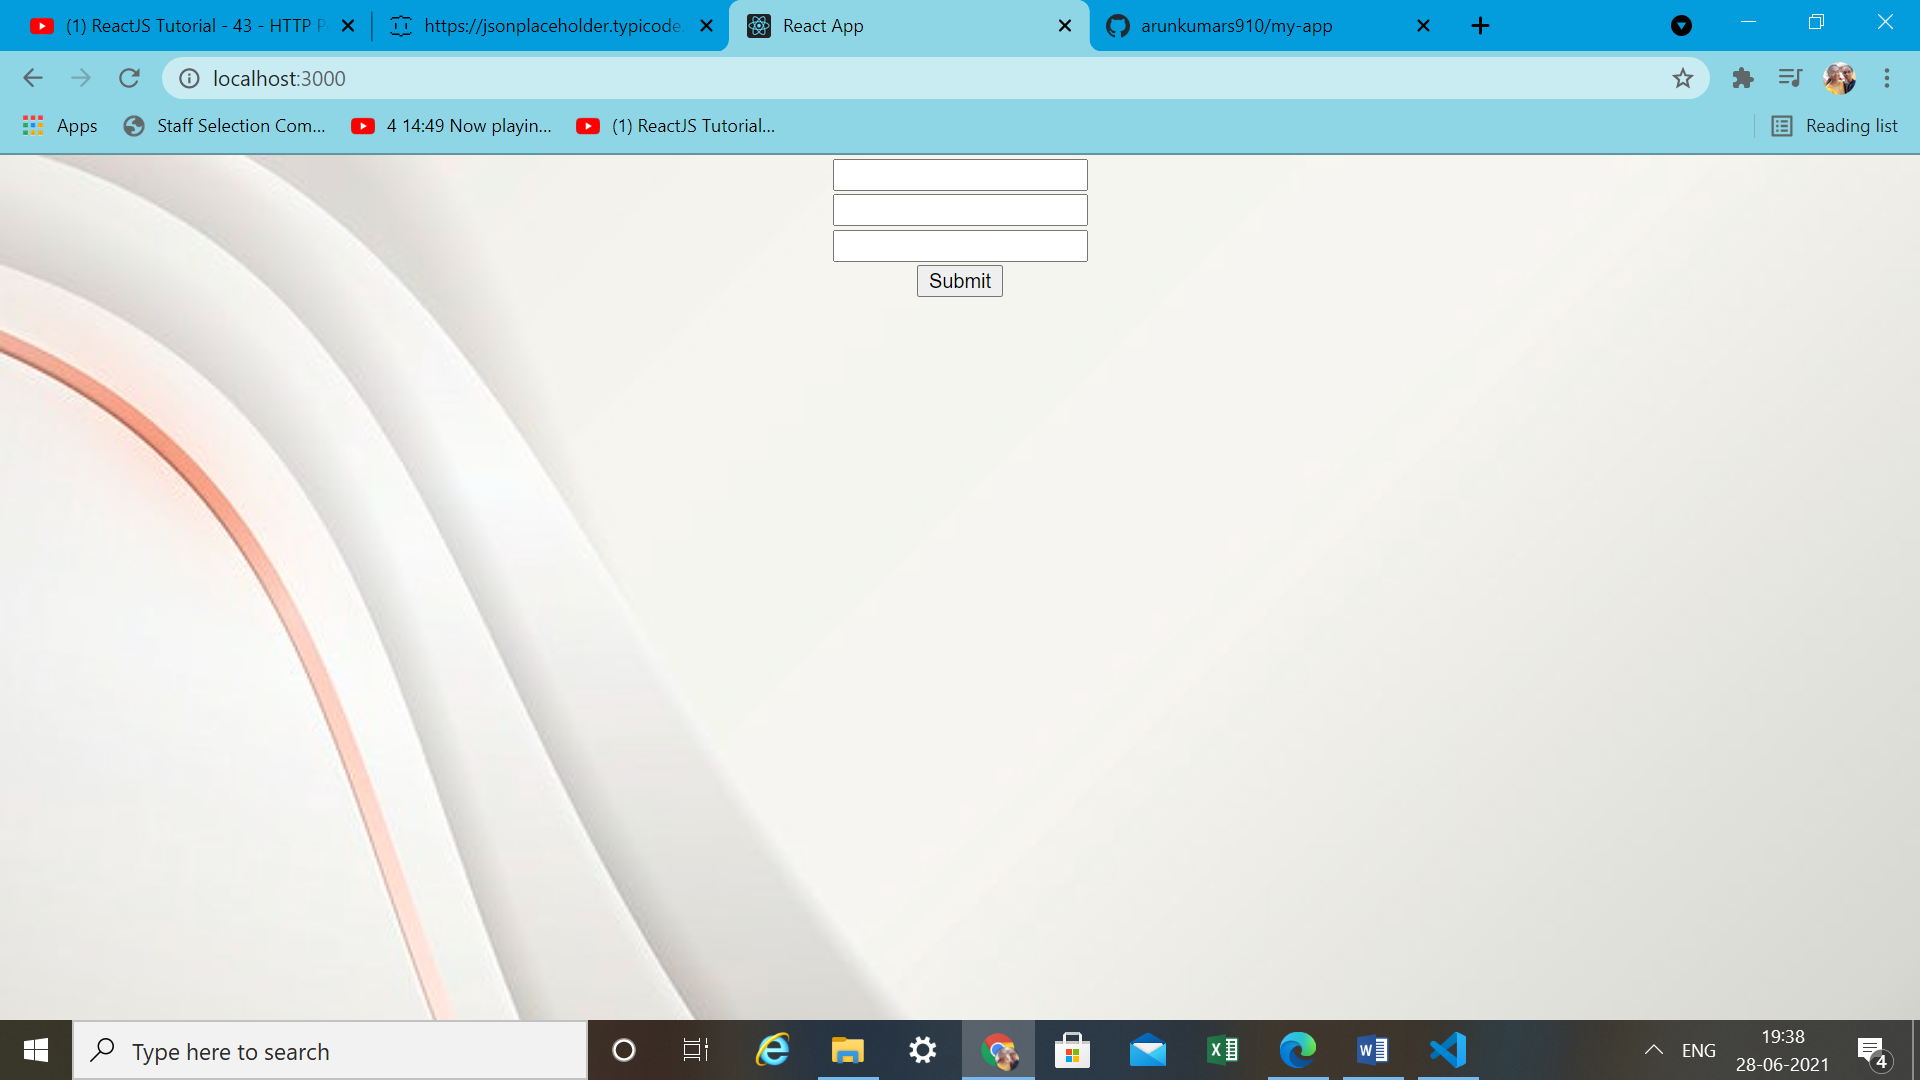 (1) ReactJS Tutorial - 43 - HTTP
https://jsonplaceholder.typicode.
React App
arunkumars910/my-app
localhost:3000
Apps
Staff Selection Com...
4 14:49 Now playin...
(1) ReactJS Tutorial...
Reading list
Submit
Type here to search
ENG
19:38
28-06-2021
4